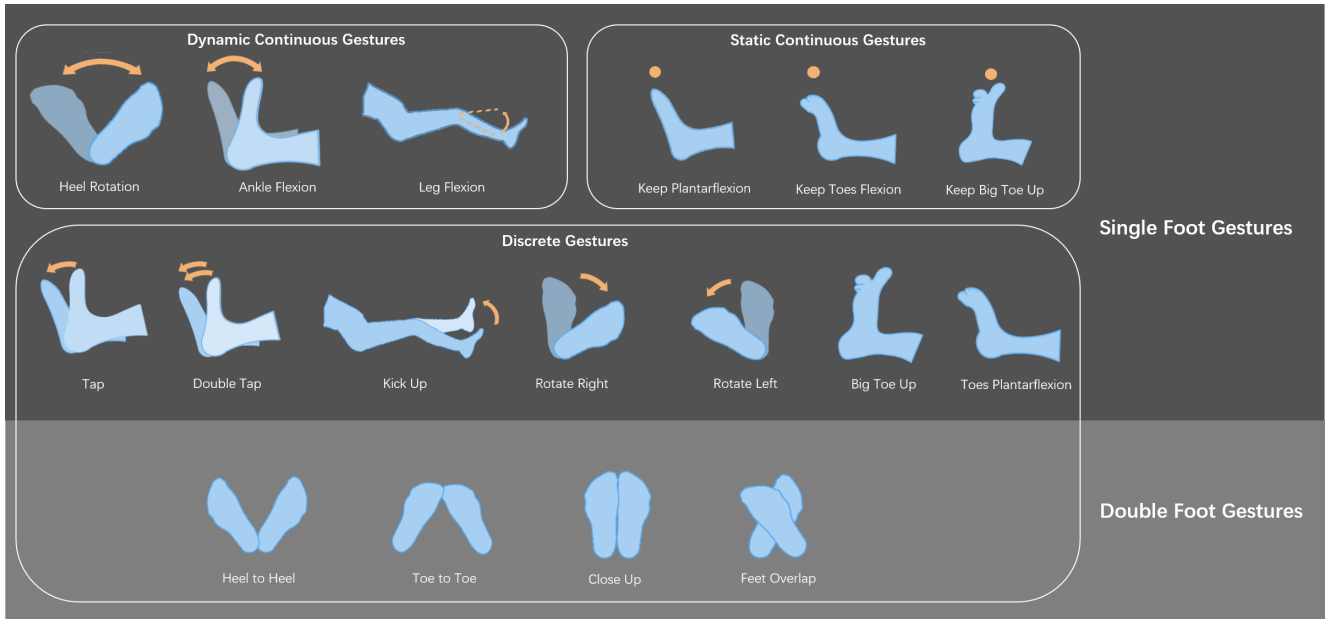 Dynamic Continuous Gestures
Static Continuous Gestures
Heel Rotation
Ankle Flexion
Leg Flexion
Keep Plantarflexion
Keep Toes Flexion
Keep Big Toe Up
Single Foot Gestures
Discrete Gestures
Tap
Double Tap
Kick Up
Rotate Right
Rotate Left
Big Toe Up
Toes Plantarflexion
Double Foot Gestures
Heel to Heel
Toe to Toe
Close Up
Feet Overlap